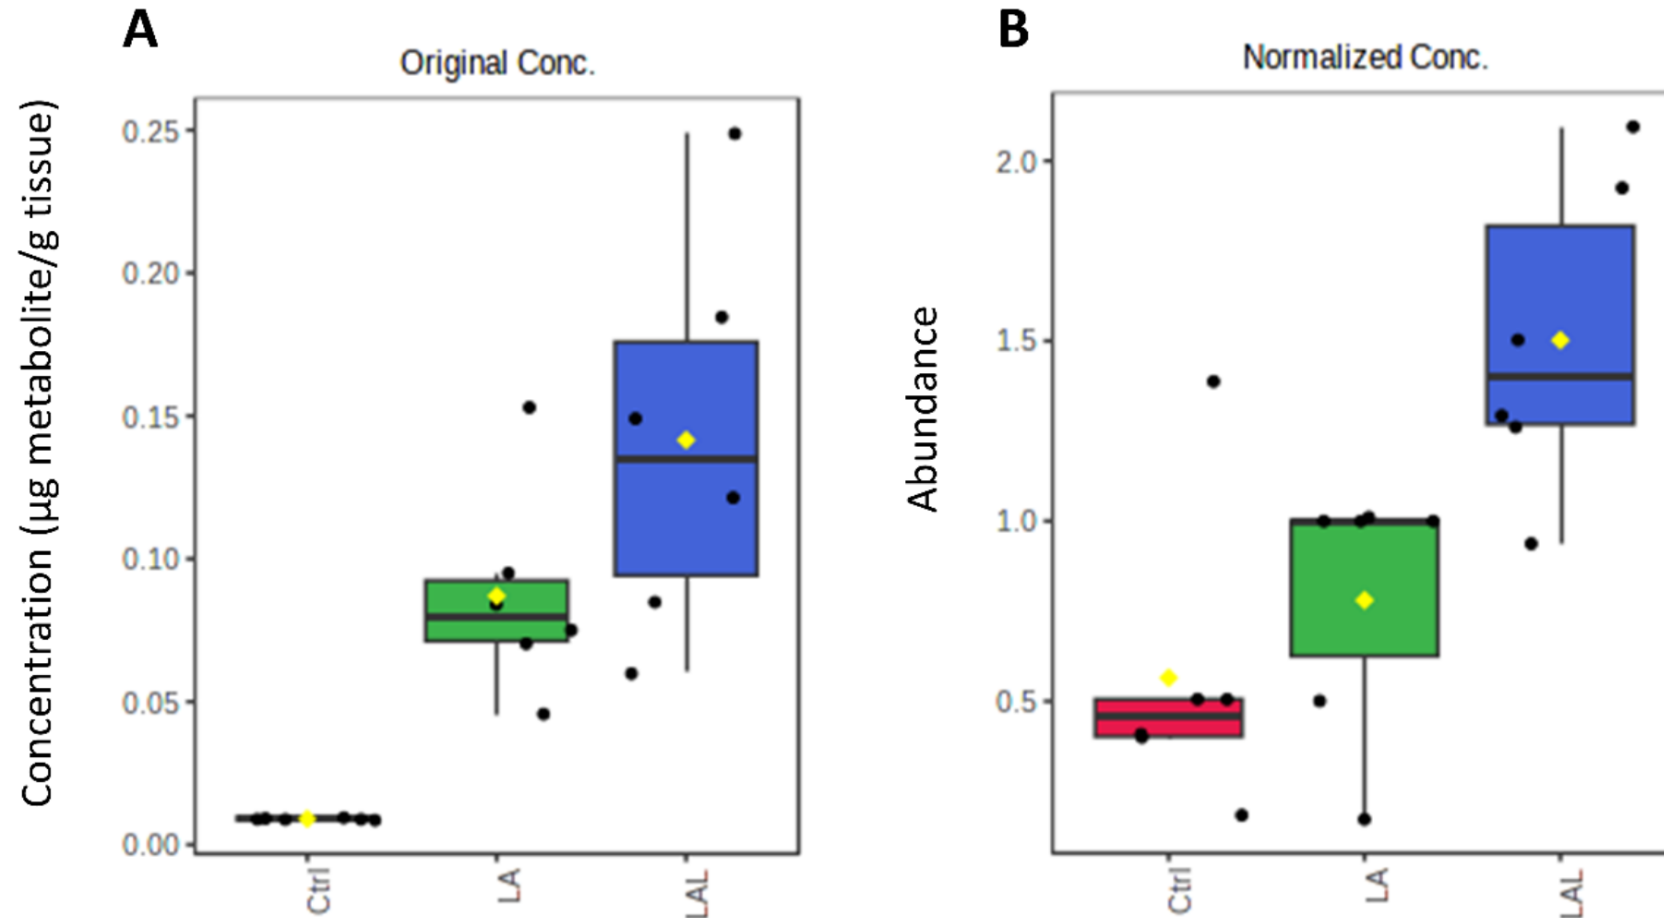 A
Original Conc.
Concentration (µg metabolite/g tissue)
0.25
0.20
0.15
0.10
0.05
0.00
Ctrl
LA
LAL
B
Normalized Conc.
Abundance
2.0
1.5
1.0
0.5
Ctrl
LA
LAL